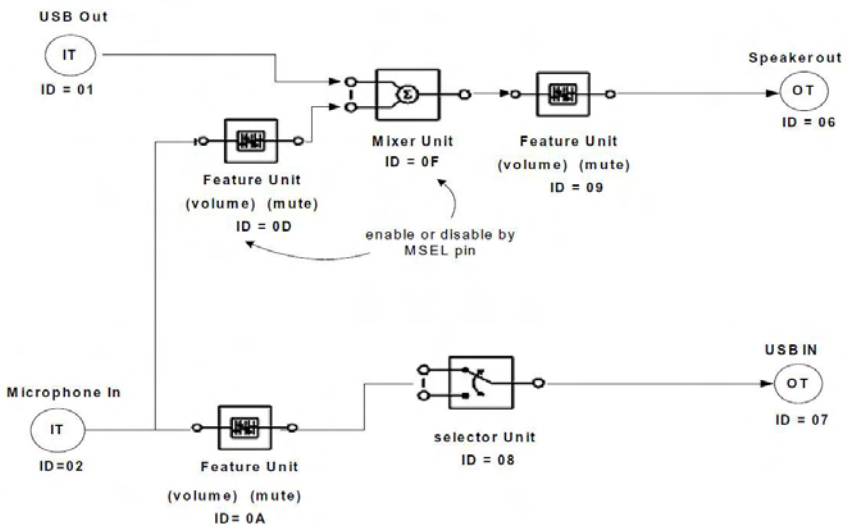 USB Out
IT
ID = 01
Σ
Mixer Unit
ID = 0F
Feature Unit
(volume) (mute)
ID = 09
Speakerout
OT
ID = 06
Feature Unit
(volume) (mute)
ID = 0D
enable or disable by
MSEL pin
Microphone In
IT
ID=02
Feature Unit
(volume) (mute)
ID= 0A
selector Unit
ID = 08
USB IN
OT
ID = 07